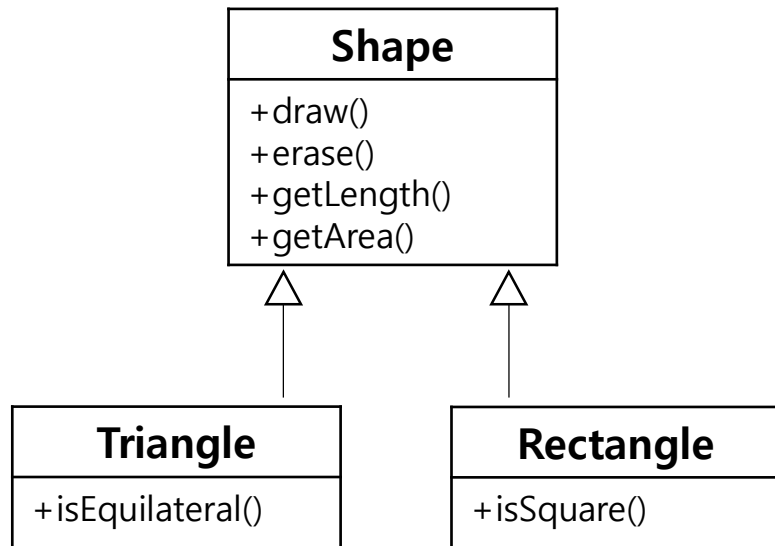 Shape
+draw()
+erase()
+getLength()
+getArea()
Triangle
+isEquilateral()
Rectangle
+isSquare()